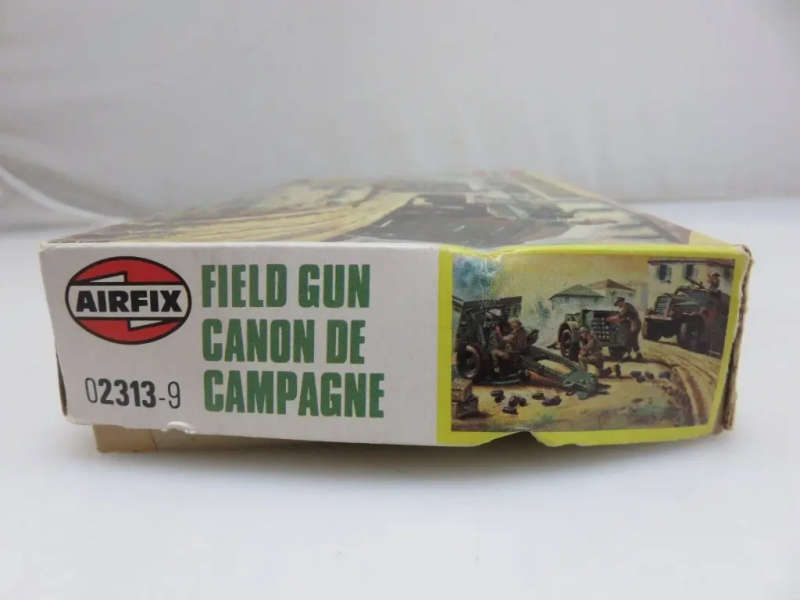 AIRFIX
02313-9
FIELD GUN
CANON DE
CAMPAGNE